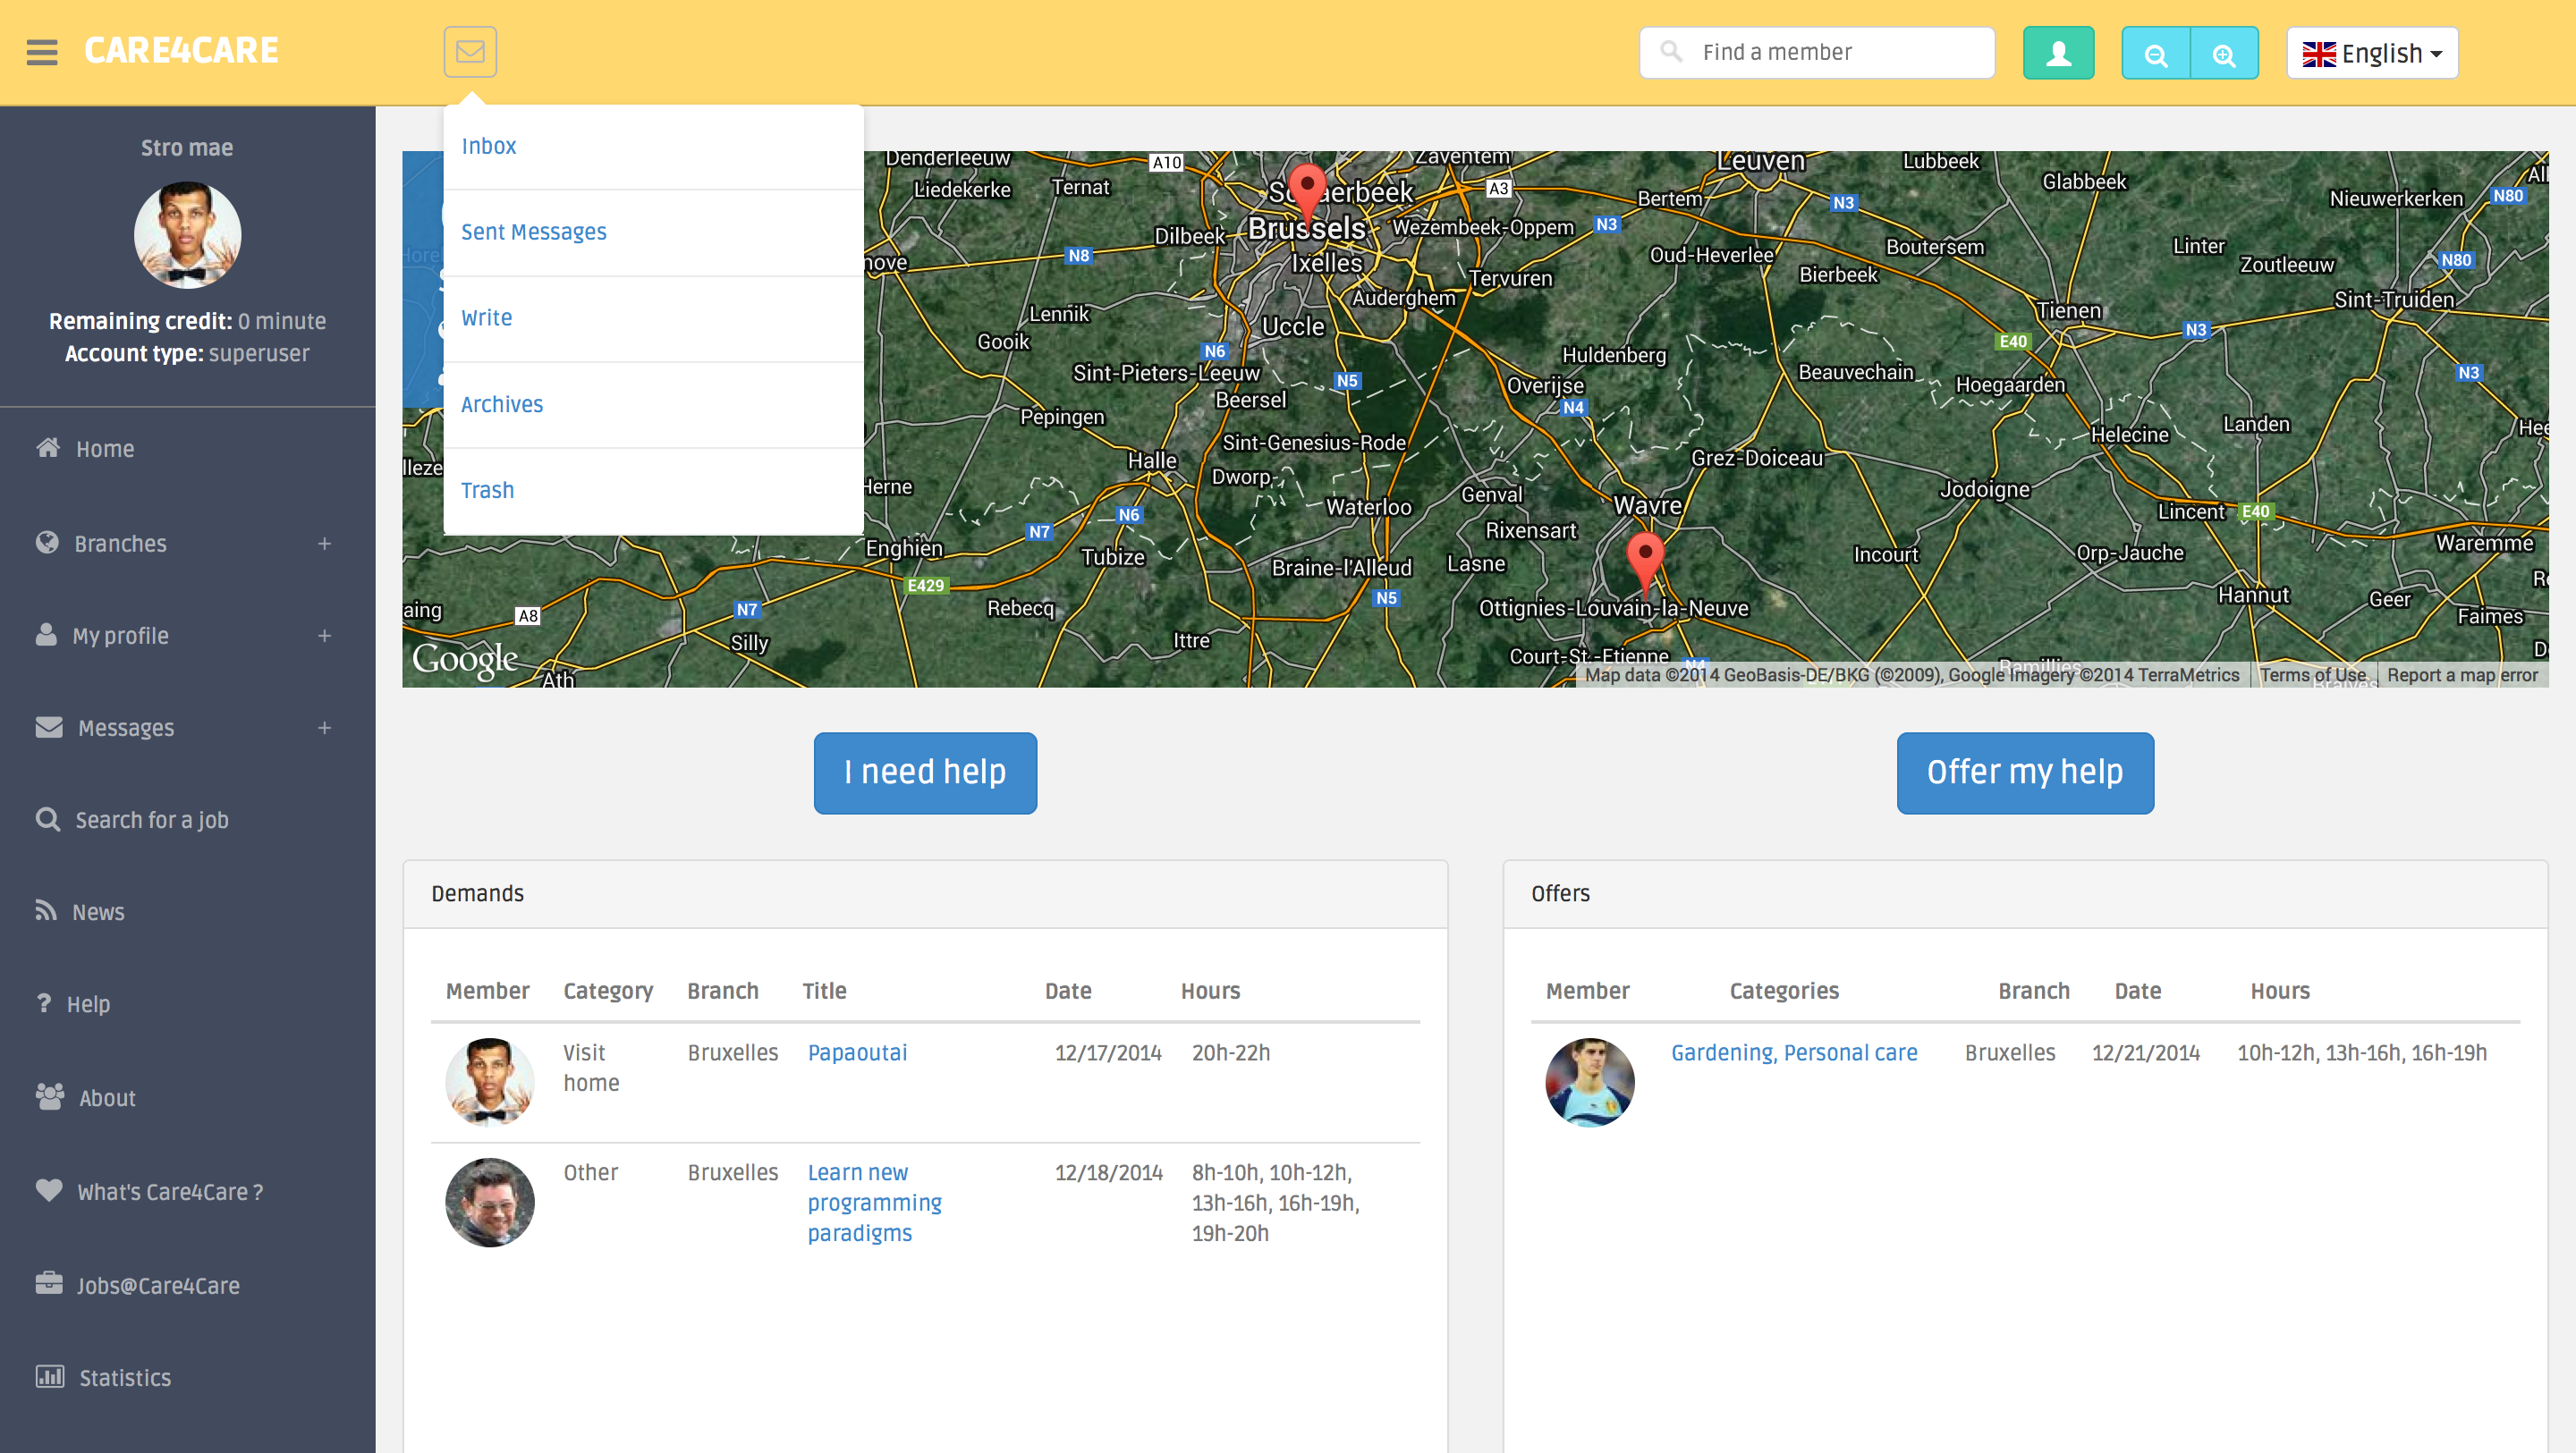 CARE4CARE
Find a member
English
Stro mae
Remaining credit: 0 minute
Account type: superuser
Home
Branches +
My profile +
Messages +
Search for a job
News
? Help
About
What's Care4Care ?
Jobs@Care4Care
Statistics
Inbox
Sent Messages
Write
Archives
Trash
Denderleeuw
A10
Zaventem
Leuven
Lubbeek
Liedekerke
Ternat
A3
Bertem
N3
Glabbeek
Nieuwerkerken
N80
Brussels
Dilbeek
Wezembeek-Oppem
N3
Boutersem
Linter
N8
Ixelles
Tervuren
Oud-Heverlee
Bierbeek
Zoutleeuw
N80
Auderghem
Lennik
Uccle
Tienen
Sint-Truiden
N3
Gooik
N6
Huldenberg
E40
Sint-Pieters-Leeuw
N5
Overijse
Beauvechain
Hoegaarden
N3
Beersel
N4
Pepingen
Sint-Genesius-Rode
Helecine
Landen
Halle
Dworp
Grez-Doiceau
Genval
Waterloo
Wavre
Jodoigne
N6
N7
Rixensart
Lincent
E40
Enghien
Tubize
Braine-l'Alleud
Lasne
Incourt
Orp-Jauche
Waremme
E429
N5
A8
N7
Rebecq
Ottignies-Louvain-la-Neuve
Hannut
Geer
Faimes
Silly
Ittre
Google
Ath
Court-St.-Etienne
N4
Map data ©2014 GeoBasis-DE/BKG (©2009), Google Imagery ©2014 TerraMetrics
Terms of Use
Report a map error
I need help
Offer my help
Demands
Member Category Branch Title Date Hours
Visit home Bruxelles Papaoutai 12/17/2014 20h-22h
Other Bruxelles Learn new 12/18/2014 8h-10h, 10h-12h,
programming 13h-16h, 16h-19h,
paradigms 19h-20h
Offers
Member Categories Branch Date Hours
Gardening, Personal care Bruxelles 12/21/2014 10h-12h, 13h-16h, 16h-19h